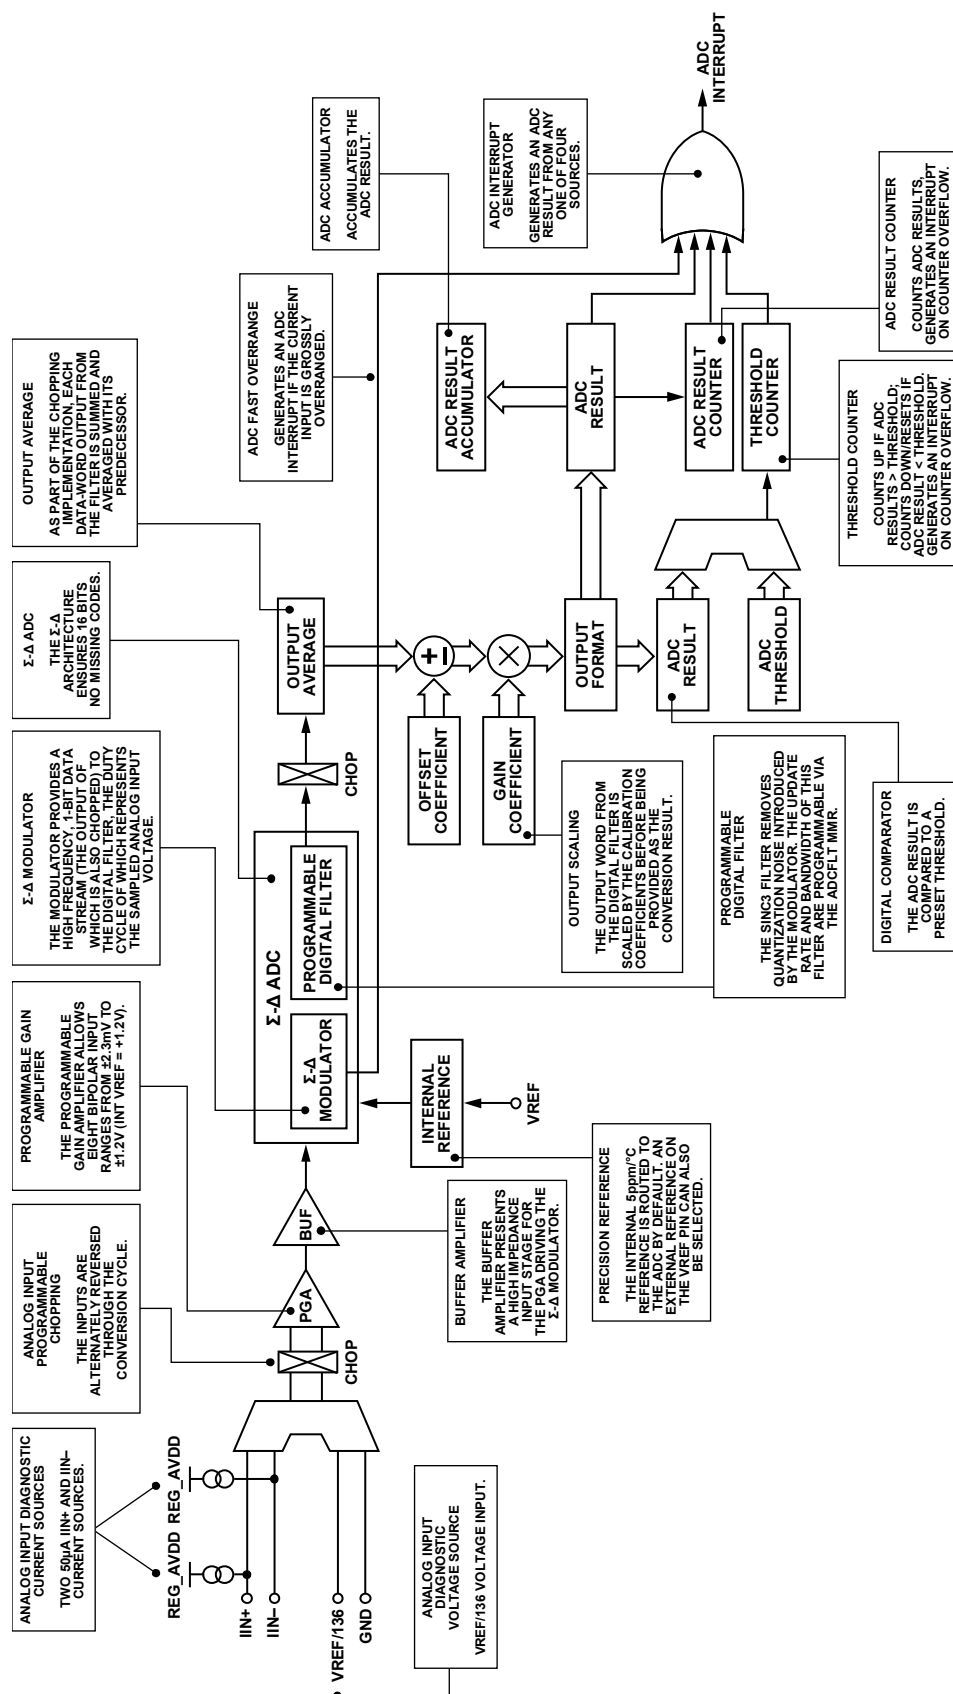 ANALOG INPUT DIAGNOSTIC
CURRENT SOURCES
TWO 50µA IIN+ AND IIN–
CURRENT SOURCES.
ANALOG INPUT
PROGRAMMABLE
CHOPPING
THE INPUTS ARE
ALTERNATELY REVERSED
THROUGH THE
CONVERSION CYCLE.
PROGRAMMABLE GAIN
AMPLIFIER
THE PROGRAMMABLE
GAIN AMPLIFIER ALLOWS
EIGHT BIPOLAR INPUT
RANGES FROM ±2.3mV TO
±1.2V (INT VREF = +1.2V).
Σ-Δ MODULATOR
THE MODULATOR PROVIDES A
HIGH FREQUENCY, 1-BIT DATA
STREAM (THE OUTPUT OF
WHICH IS ALSO CHOPPED) TO
THE DIGITAL FILTER, THE DUTY
CYCLE OF WHICH REPRESENTS
THE SAMPLED ANALOG INPUT
VOLTAGE.
Σ-Δ ADC
THE Σ-Δ
ARCHITECTURE
ENSURES 16 BITS
NO MISSING CODES.
OUTPUT AVERAGE
AS PART OF THE CHOPPING
IMPLEMENTATION, EACH
DATA-WORD OUTPUT FROM
THE FILTER IS SUMMED AND
AVERAGED WITH ITS
PREDECESSOR.
ADC FAST OVERRANGE
GENERATES AN ADC
INTERRUPT IF THE CURRENT
INPUT IS GROSSLY
OVERRANGED.
ADC ACCUMULATOR
ACCUMULATES THE
ADC RESULT.
ADC INTERRUPT
GENERATOR
GENERATES AN ADC
RESULT FROM ANY
ONE OF FOUR
SOURCES.
REG_AVDD
REG_AVDD
IIN+
IIN–
VREF/136
GND
CHOP
PGA
BUF
Σ-Δ ADC
Σ-Δ
MODULATOR
PROGRAMMABLE
DIGITAL FILTER
CHOP
OUTPUT
AVERAGE
INTERNAL
REFERENCE
VREF
OFFSET
COEFFICIENT
GAIN
COEFFICIENT
OUTPUT
FORMAT
ADC
RESULT
ADC
THRESHOLD
ADC RESULT
ACCUMULATOR
ADC
RESULT
ADC RESULT
COUNTER
THRESHOLD
COUNTER
ADC
INTERRUPT
ANALOG INPUT
DIAGNOSTIC
VOLTAGE SOURCE
VREF/136 VOLTAGE INPUT.
BUFFER AMPLIFIER
THE BUFFER
AMPLIFIER PRESENTS
A HIGH IMPEDANCE
INPUT STAGE FOR
THE PGA DRIVING THE
Σ-Δ MODULATOR.
PRECISION REFERENCE
THE INTERNAL 5ppm/°C
REFERENCE IS ROUTED TO
THE ADC BY DEFAULT. AN
EXTERNAL REFERENCE ON
THE VREF PIN CAN ALSO
BE SELECTED.
OUTPUT SCALING
THE OUTPUT WORD FROM
THE DIGITAL FILTER IS
SCALED BY THE CALIBRATION
COEFFICIENTS BEFORE BEING
PROVIDED AS THE
CONVERSION RESULT.
PROGRAMMABLE
DIGITAL FILTER
THE SINC3 FILTER REMOVES
QUANTIZATION NOISE INTRODUCED
BY THE MODULATOR. THE UPDATE
RATE AND BANDWIDTH OF THIS
FILTER ARE PROGRAMMABLE VIA
THE ADCFLT MMR.
DIGITAL COMPARATOR
THE ADC RESULT IS
COMPARED TO A
PRESET THRESHOLD.
THRESHOLD COUNTER
COUNTS UP IF ADC
RESULTS > THRESHOLD;
COUNTS DOWN/RESETS IF
ADC RESULT < THRESHOLD.
GENERATES AN INTERRUPT
ON COUNTER OVERFLOW.
ADC RESULT COUNTER
COUNTS ADC RESULTS,
GENERATES AN INTERRUPT
ON COUNTER OVERFLOW.